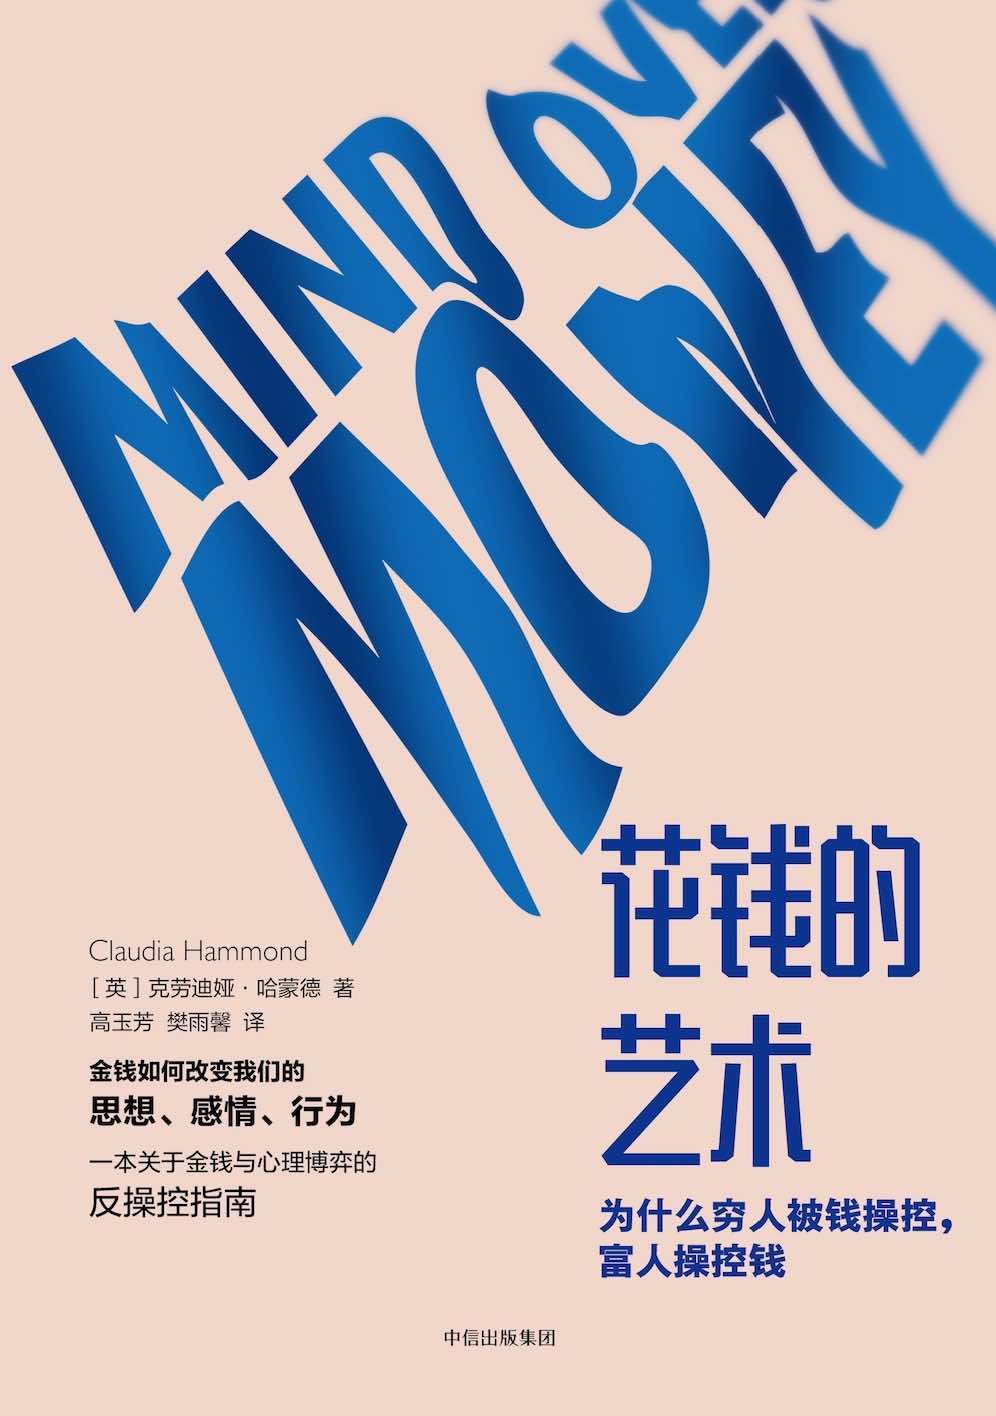 MIND OVER
MONEY
花钱的
艺术
为什么穷人被钱操控，
富人操控钱
Claudia Hammond
［英］克劳迪娅·哈蒙德 著
高玉芳 樊雨馨 译
金钱如何改变我们的
思想、感情、行为
一本关于金钱与心理博弈的
反操控指南
中信出版集团